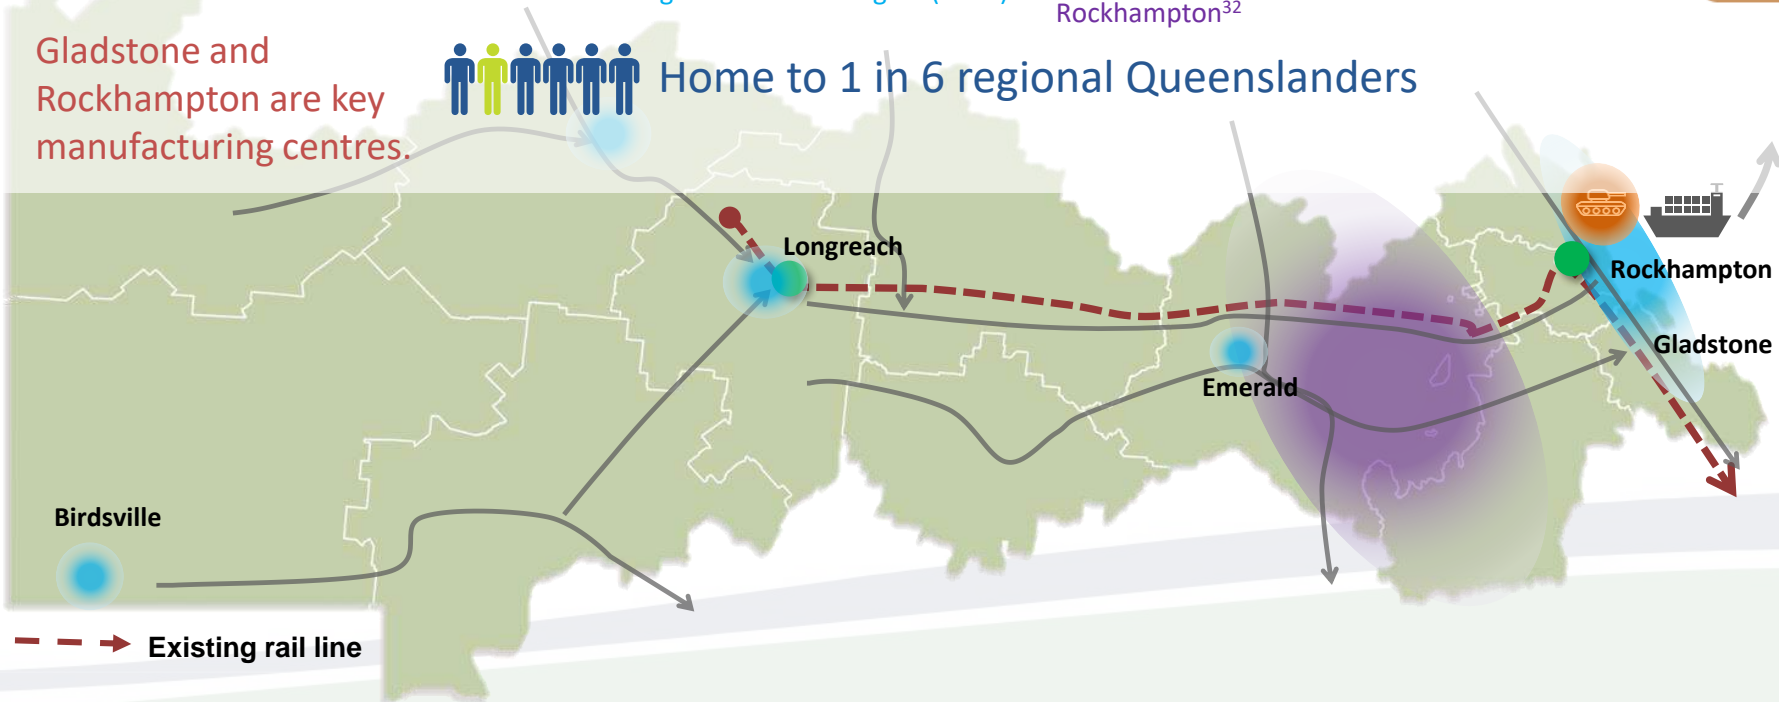 Rockhampton32
Gladstone and
Rockhampton are key
manufacturing centres.
Home to 1 in 6 regional Queenslanders
Longreach
Rockhampton
Gladstone
Emerald
Birdsville
Existing rail line